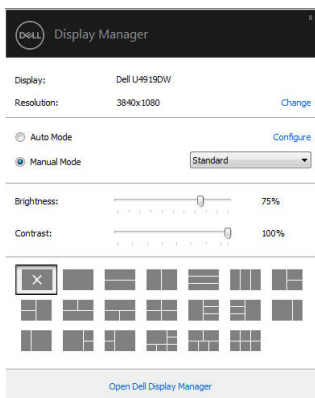 x
DELL Display Manager
Display: Dell U4919DW
Resolution: 3840x1080 Change
Auto Mode Configure
Manual Mode Standard
Brightness: 75%
Contrast: 100%
Open Dell Display Manager